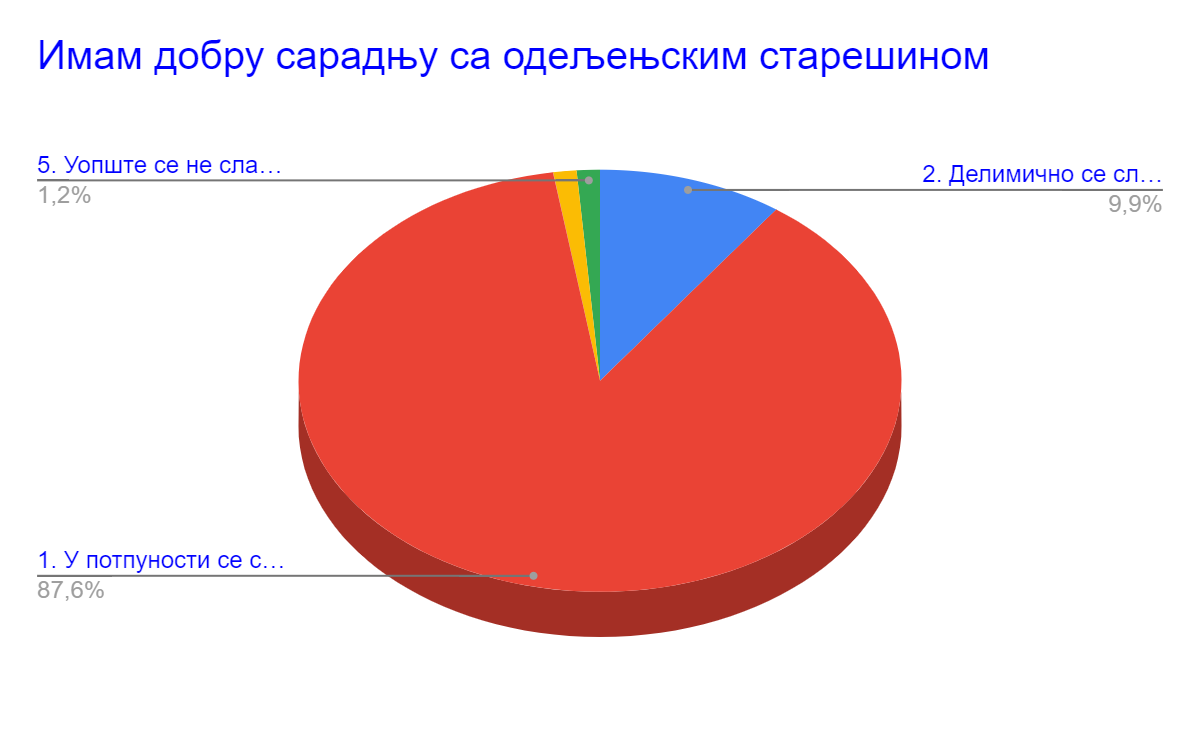 Имам добру сарадњу са одељењским старешином
5. Уопште се не сла…
1,2%
2. Делимично се сл…
9,9%
1. У потпуности се с…
87,6%